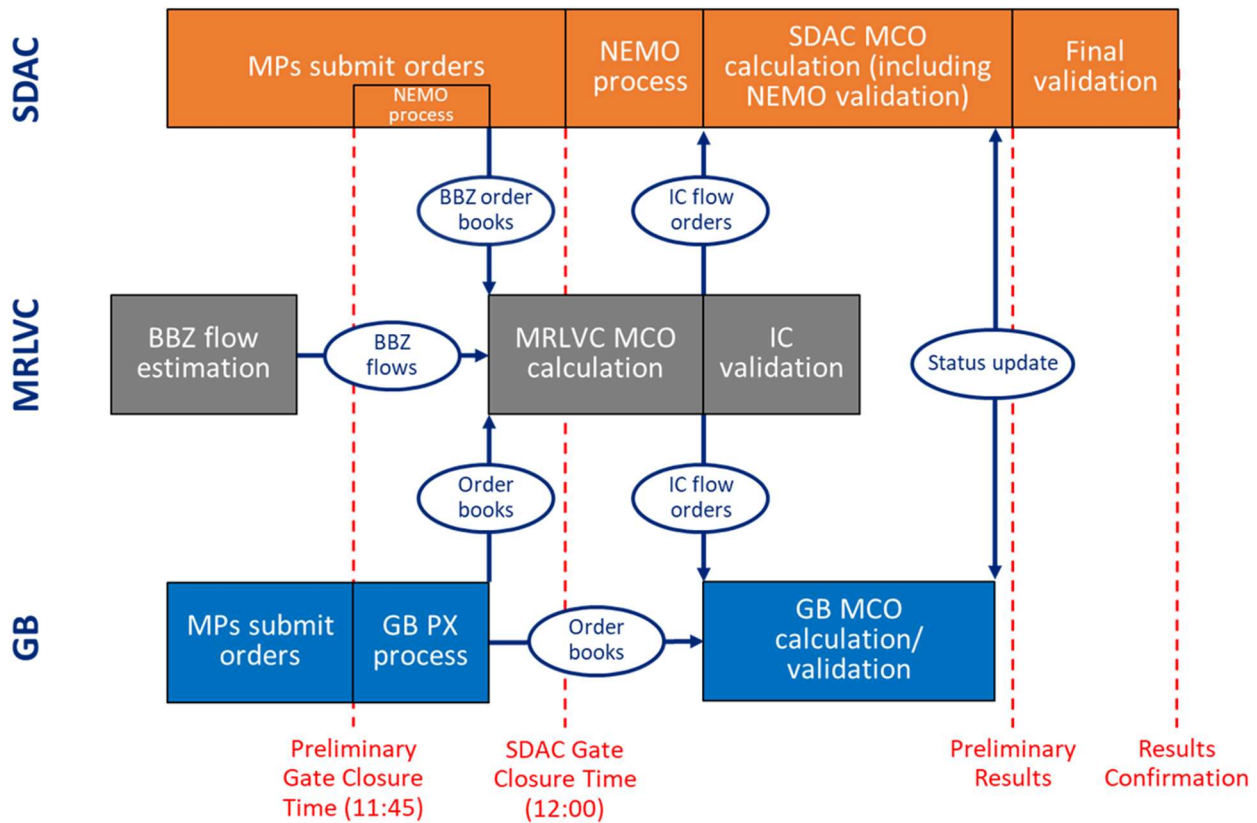 SDAC
MPs submit orders
NEMO
process
NEMO
process
SDAC MCO
calculation (including
NEMO validation)
Final
validation
BBZ order
books
IC flow
orders
MRLVC
BBZ flow
estimation
BBZ
flows
MRLVC MCO
calculation
IC
validation
Status update
Order
books
IC flow
orders
GB
MPs submit
orders
GB PX
process
Order
books
GB MCO
calculation/
validation
Preliminary
Gate Closure
Time (11:45)
SDAC Gate
Closure Time
(12:00)
Preliminary
Results
Results
Confirmation